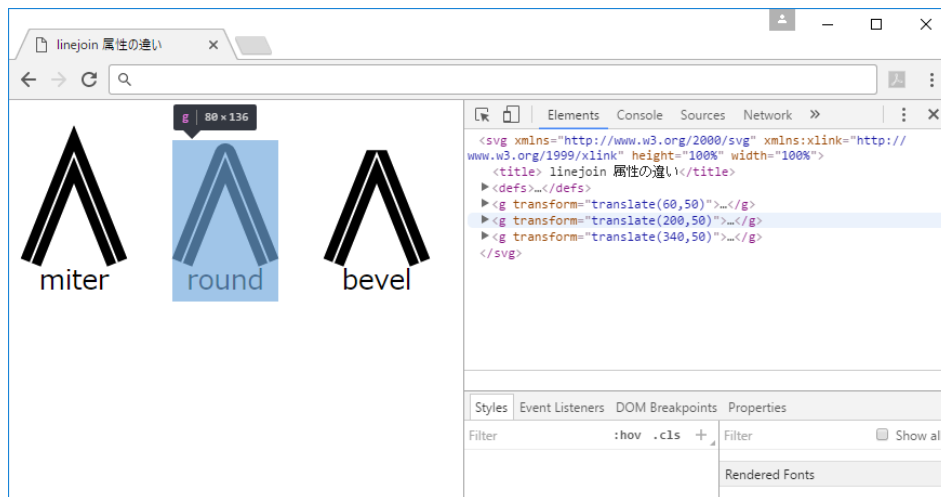 linejoin 属性の違い
g 80 × 136
miter round bevel
Elements Console Sources Network »
<svg xmlns="http://www.w3.org/2000/svg" xmlns:xlink="http://
www.w3.org/1999/xlink" height="100%" width="100%">
<title> linejoin 属性の違い</title>
<defs>…</defs>
<g transform="translate(60,50)">…</g>
<g transform="translate(200,50)">…</g>
<g transform="translate(340,50)">…</g>
</svg>
Styles Event Listeners DOM Breakpoints Properties
Filter :hov .cls + Filter Show al
Rendered Fonts